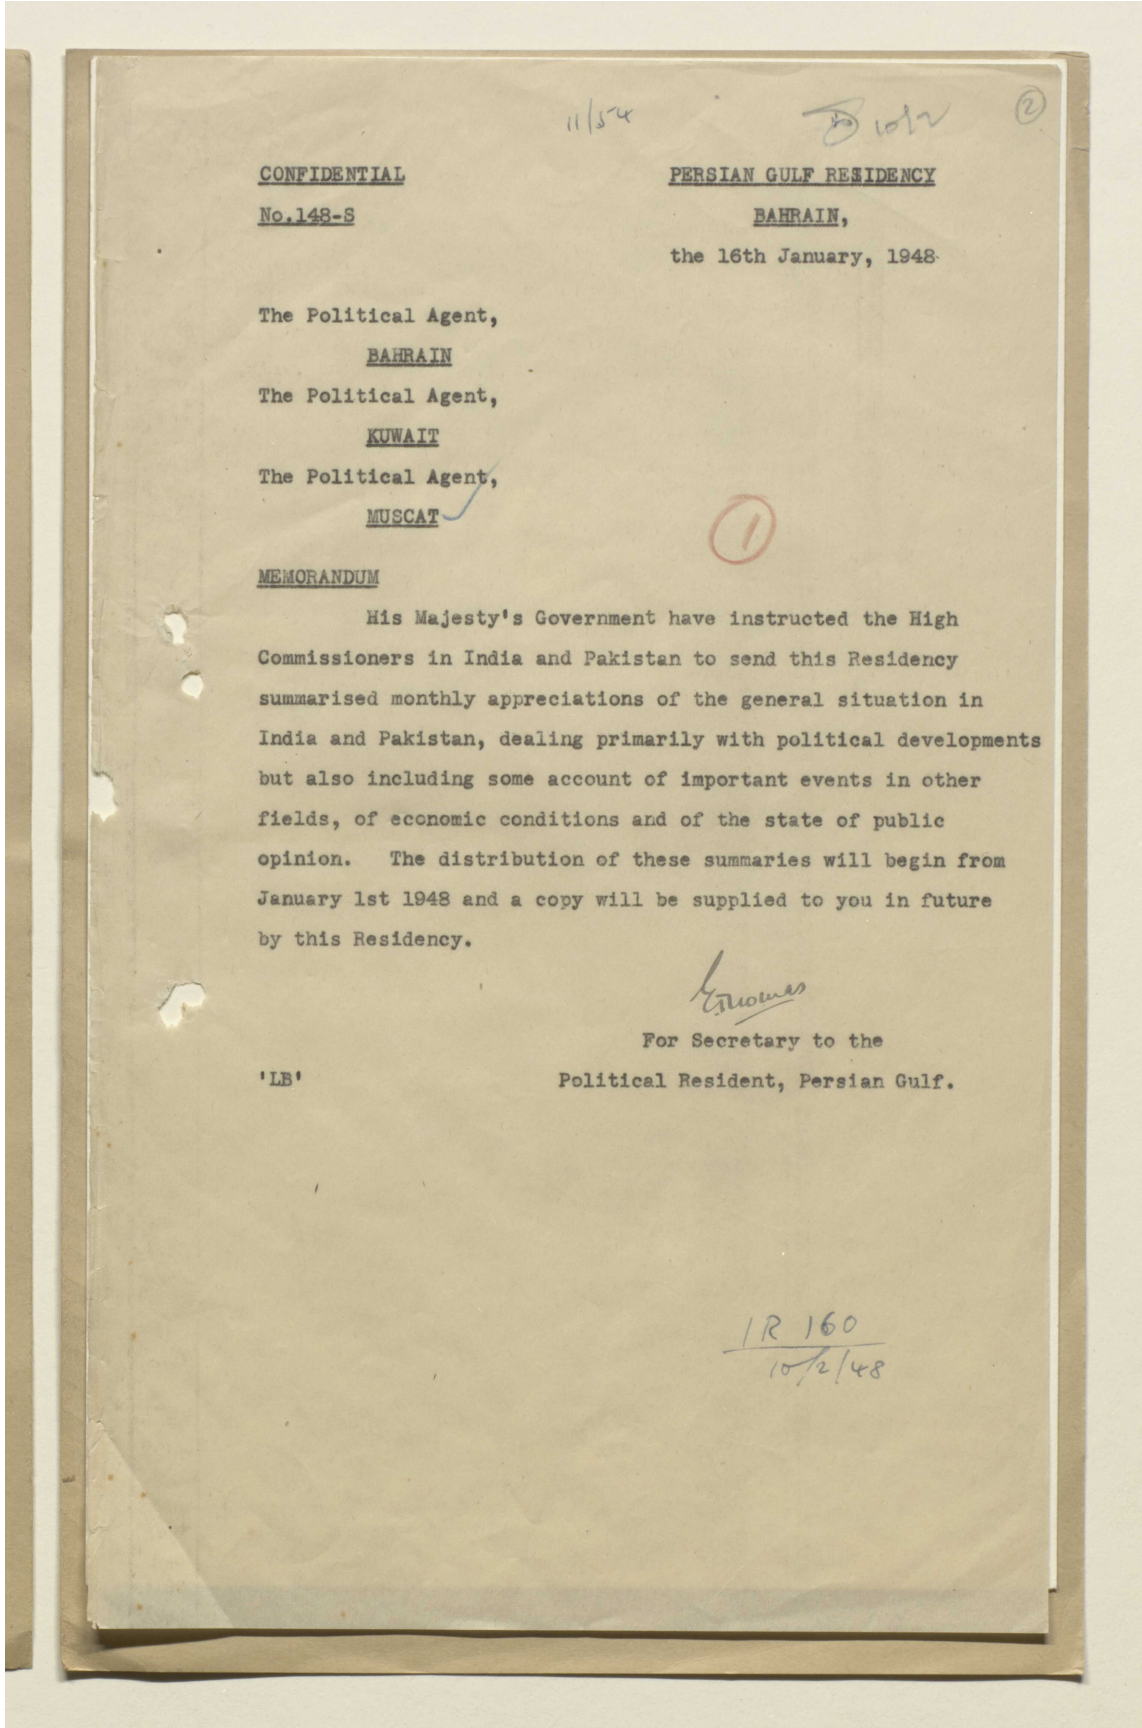 11/54
10/2
2
CONFIDENTIAL
PERSIAN GULF RESIDENCY
No.148-S
BAHRAIN,
the 16th January, 1948
The Political Agent,
BAHRAIN
The Political Agent,
KUWAIT
The Political Agent,
MUSCAT
1
MEMORANDUM
His Majesty's Government have instructed the High
Commissioners in India and Pakistan to send this Residency
summarised monthly appreciations of the general situation in
India and Pakistan, dealing primarily with political developments
but also including some account of important events in other
fields, of economic conditions and of the state of public
opinion. The distribution of these summaries will begin from
January 1st 1948 and a copy will be supplied to you in future
by this Residency.
EThomas
For Secretary to the
'LB'
Political Resident, Persian Gulf.
IR 160
10/2/48